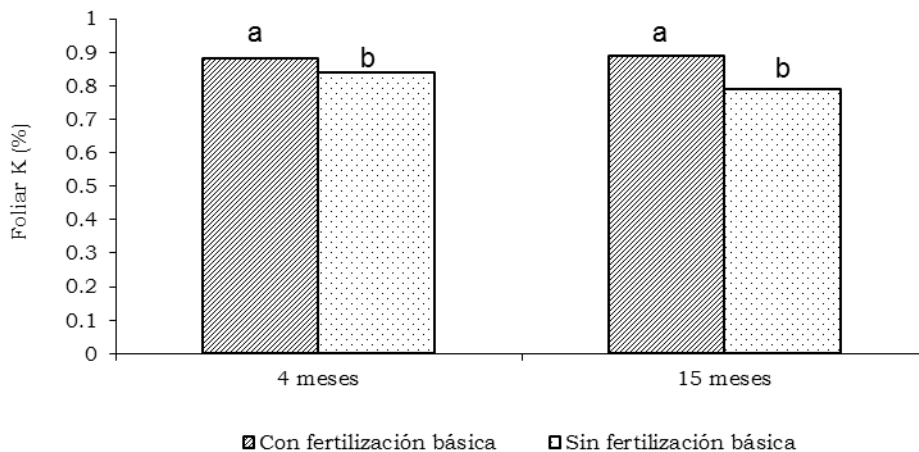 Foliar K (%)
1
0.9
0.8
0.7
0.6
0.5
0.4
0.3
0.2
0.1
0
a
b
a
b
4 meses
15 meses
Con fertilización básica
Sin fertilización básica